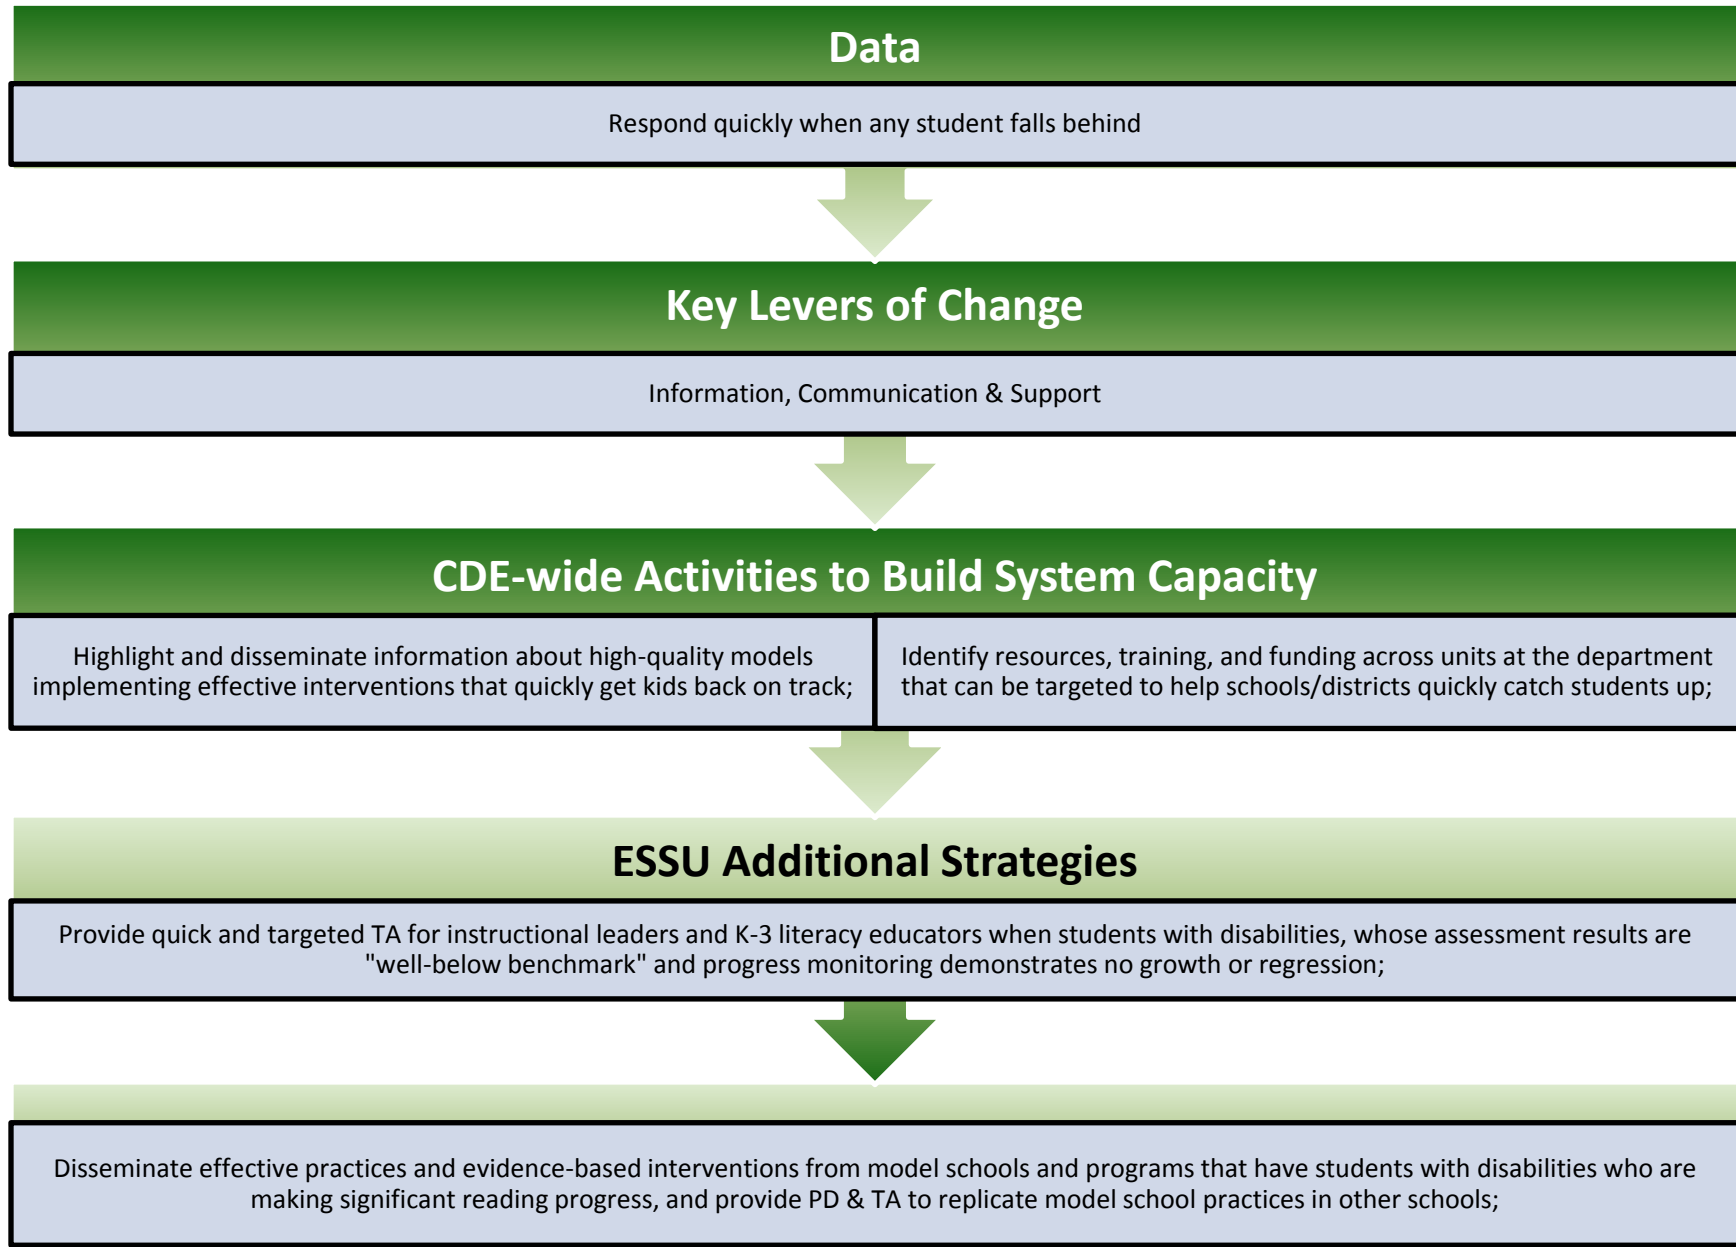 Data
Respond quickly when any student falls behind
Key Levers of Change
Information, Communication & Support
CDE-wide Activities to Build System Capacity
Highlight and disseminate information about high-quality models
implementing effective interventions that quickly get kids back on track;
Identify resources, training, and funding across units at the department
that can be targeted to help schools/districts quickly catch students up;
ESSU Additional Strategies
Provide quick and targeted TA for instructional leaders and K-3 literacy educators when students with disabilities, whose assessment results are
"well-below benchmark" and progress monitoring demonstrates no growth or regression;
Disseminate effective practices and evidence-based interventions from model schools and programs that have students with disabilities who are
making significant reading progress, and provide PD & TA to replicate model school practices in other schools;